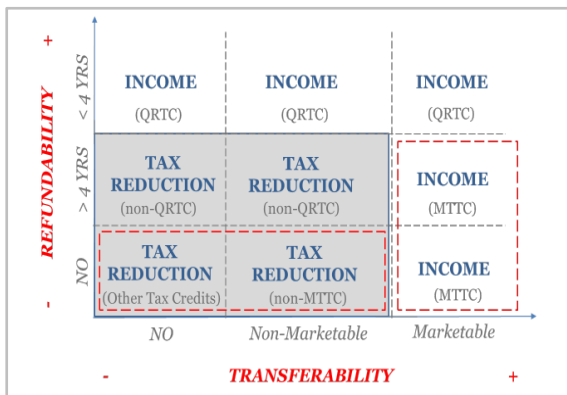 +
REFUNDABILITY
-
< 4 YRS
> 4 YRS
NO
INCOME
(QRTC)
INCOME
(QRTC)
INCOME
(QRTC)
TAX
REDUCTION
(non-QRTC)
TAX
REDUCTION
(non-QRTC)
INCOME
(MTTC)
TAX
REDUCTION
(Other Tax Credits)
TAX
REDUCTION
(non-MTTC)
INCOME
(MTTC)
NO
Non-Marketable
Marketable
-
TRANSFERABILITY
+